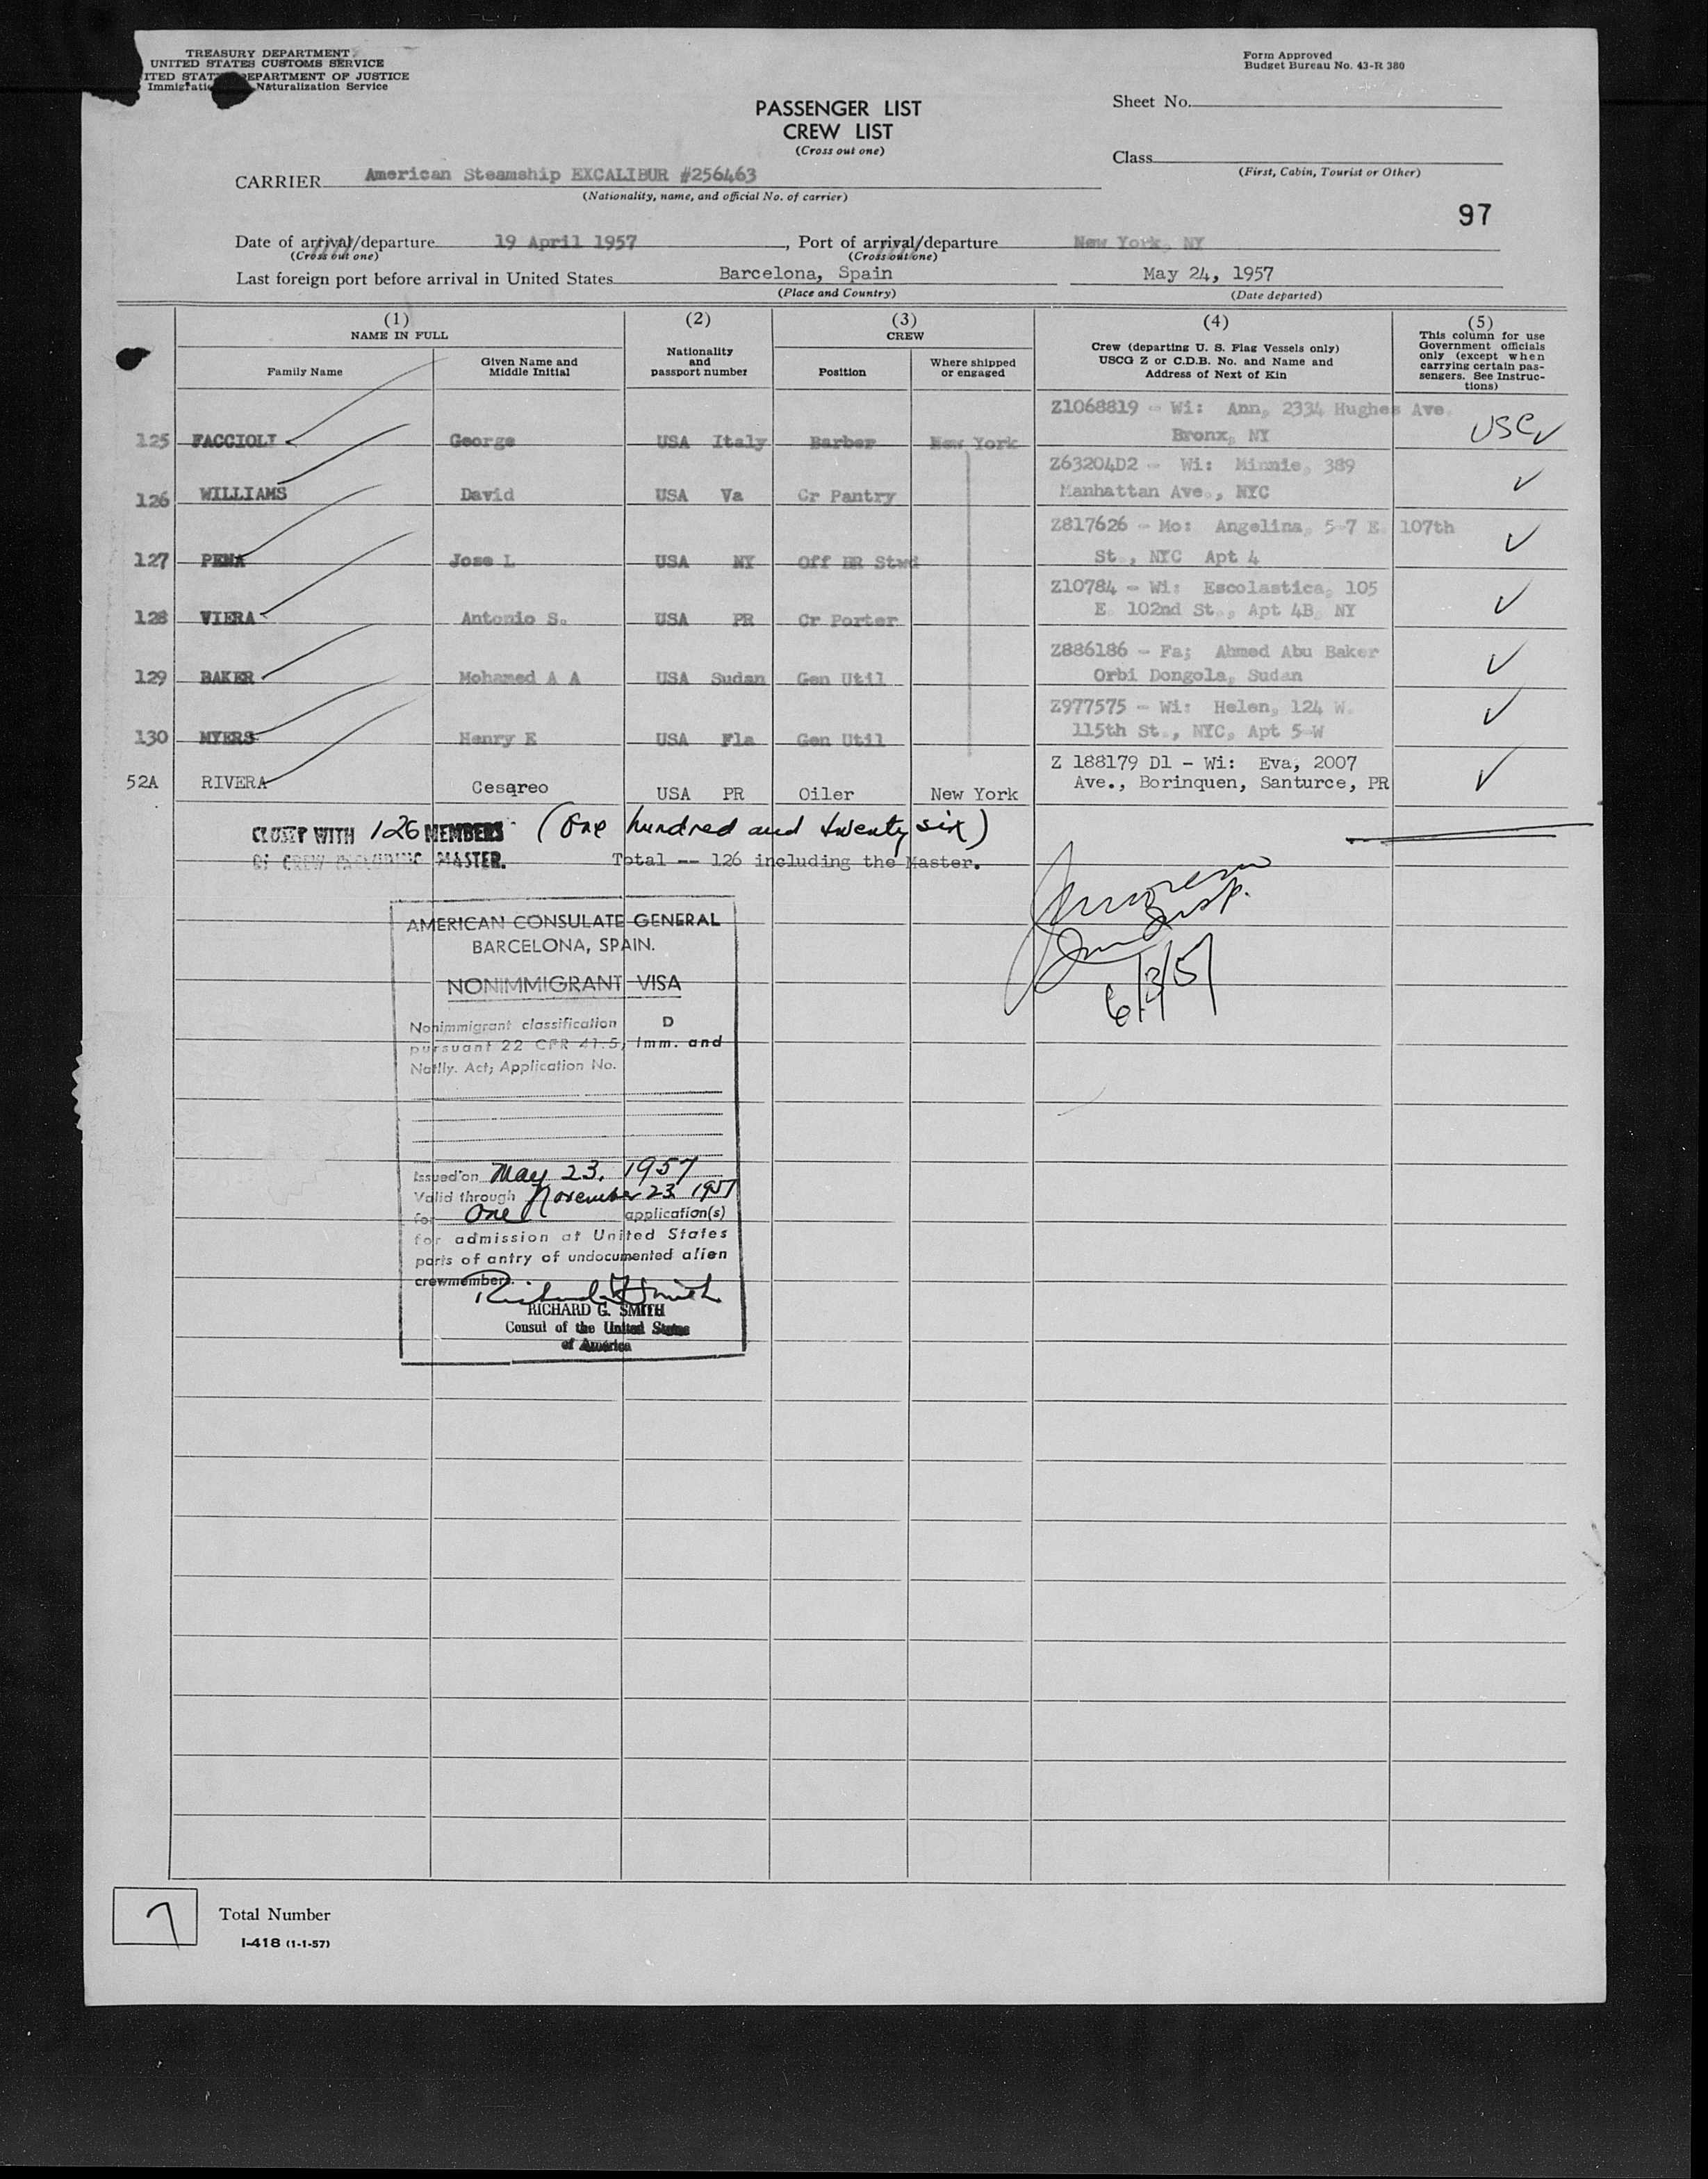 TREASURY DEPARTMENT
UNITED STATES CUSTOMS SERVICE
ITED STAT DEPARTMENT OF JUSTICE
Immigratio Naturalization Service
Form Approved
Budget Bureau No. 43-R 380
PASSENGER LIST
CREW LIST
(Cross out one)
Sheet No.
Class
(First, Cabin, Tourist or Other)
CARRIER American Steamship EXCALIBUR #256463
(Nationality, name, and official No. of carrier)
97
Date of arrival/departure 19 April 1957, Port of arrival/departure New York, NY
(Cross out one) (Cross out one)
Last foreign port before arrival in United States Barcelona, Spain May 24, 1957
(Place and Country) (Date departed)
(1) (2) (3) (4) (5)
NAME IN FULL
Family Name
Given Name and
Middle Initial
Nationality
and
passport number
CREW
Position
Where shipped
or engaged
Crew (departing U. S. Flag Vessels only)
USCG Z or C.D.B. No. and Name and
Address of Next of Kin
This column for use
Government officials
only (except when
carrying certain pas-
sengers. See Instruc-
tions)
Z1068819 - Wi: Ann, 2334 Hughes Ave.
125 FACCIOLI George USA Italy Barber New York Bronx, NY USC ✓
Z63204D2 - Wi: Minnie, 389
126 WILLIAMS David USA Va Cr Pantry Manhattan Ave., NYC ✓
Z817626 - Mo: Angelina, 5-7 E. 107th
127 PENA Jose L USA NY Off BR Stwd St., NYC Apt 4 ✓
Z10784 - Wi: Escolastica, 105
128 VIERA Antonio S. USA PR Cr Porter E. 102nd St., Apt 4B, NY ✓
Z886186 - Fa; Ahmed Abu Baker
129 BAKER Mohamed A A USA Sudan Gen Util Orbi Dongola, Sudan ✓
Z977575 - Wi: Helen, 124 W.
130 MYERS Henry E USA Fla Gen Util 115th St., NYC, Apt 5-W ✓
Z 188179 D1 - Wi: Eva, 2007
52A RIVERA Cesareo USA PR Oiler New York Ave., Borinquen, Santurce, PR ✓
CLOSED WITH 126 MEMBERS (One hundred and twenty six)
OF CREW EXCLUDING MASTER. Total -- 126 including the Master.
Insp.
6/3/57
AMERICAN CONSULATE GENERAL
BARCELONA, SPAIN.
NONIMMIGRANT VISA
Nonimmigrant classification D
pursuant 22 CFR 41.5, Imm. and
Natlly. Act; Application No.
Issued on May 23, 1957
Valid through November 23 1957
for One application(s)
for admission at United States
ports of antry of undocumented alien
crewmembers.
Richard G Smith
RICHARD G. SMITH
Consul of the United States
of America
7 Total Number
I-418 (1-1-57)